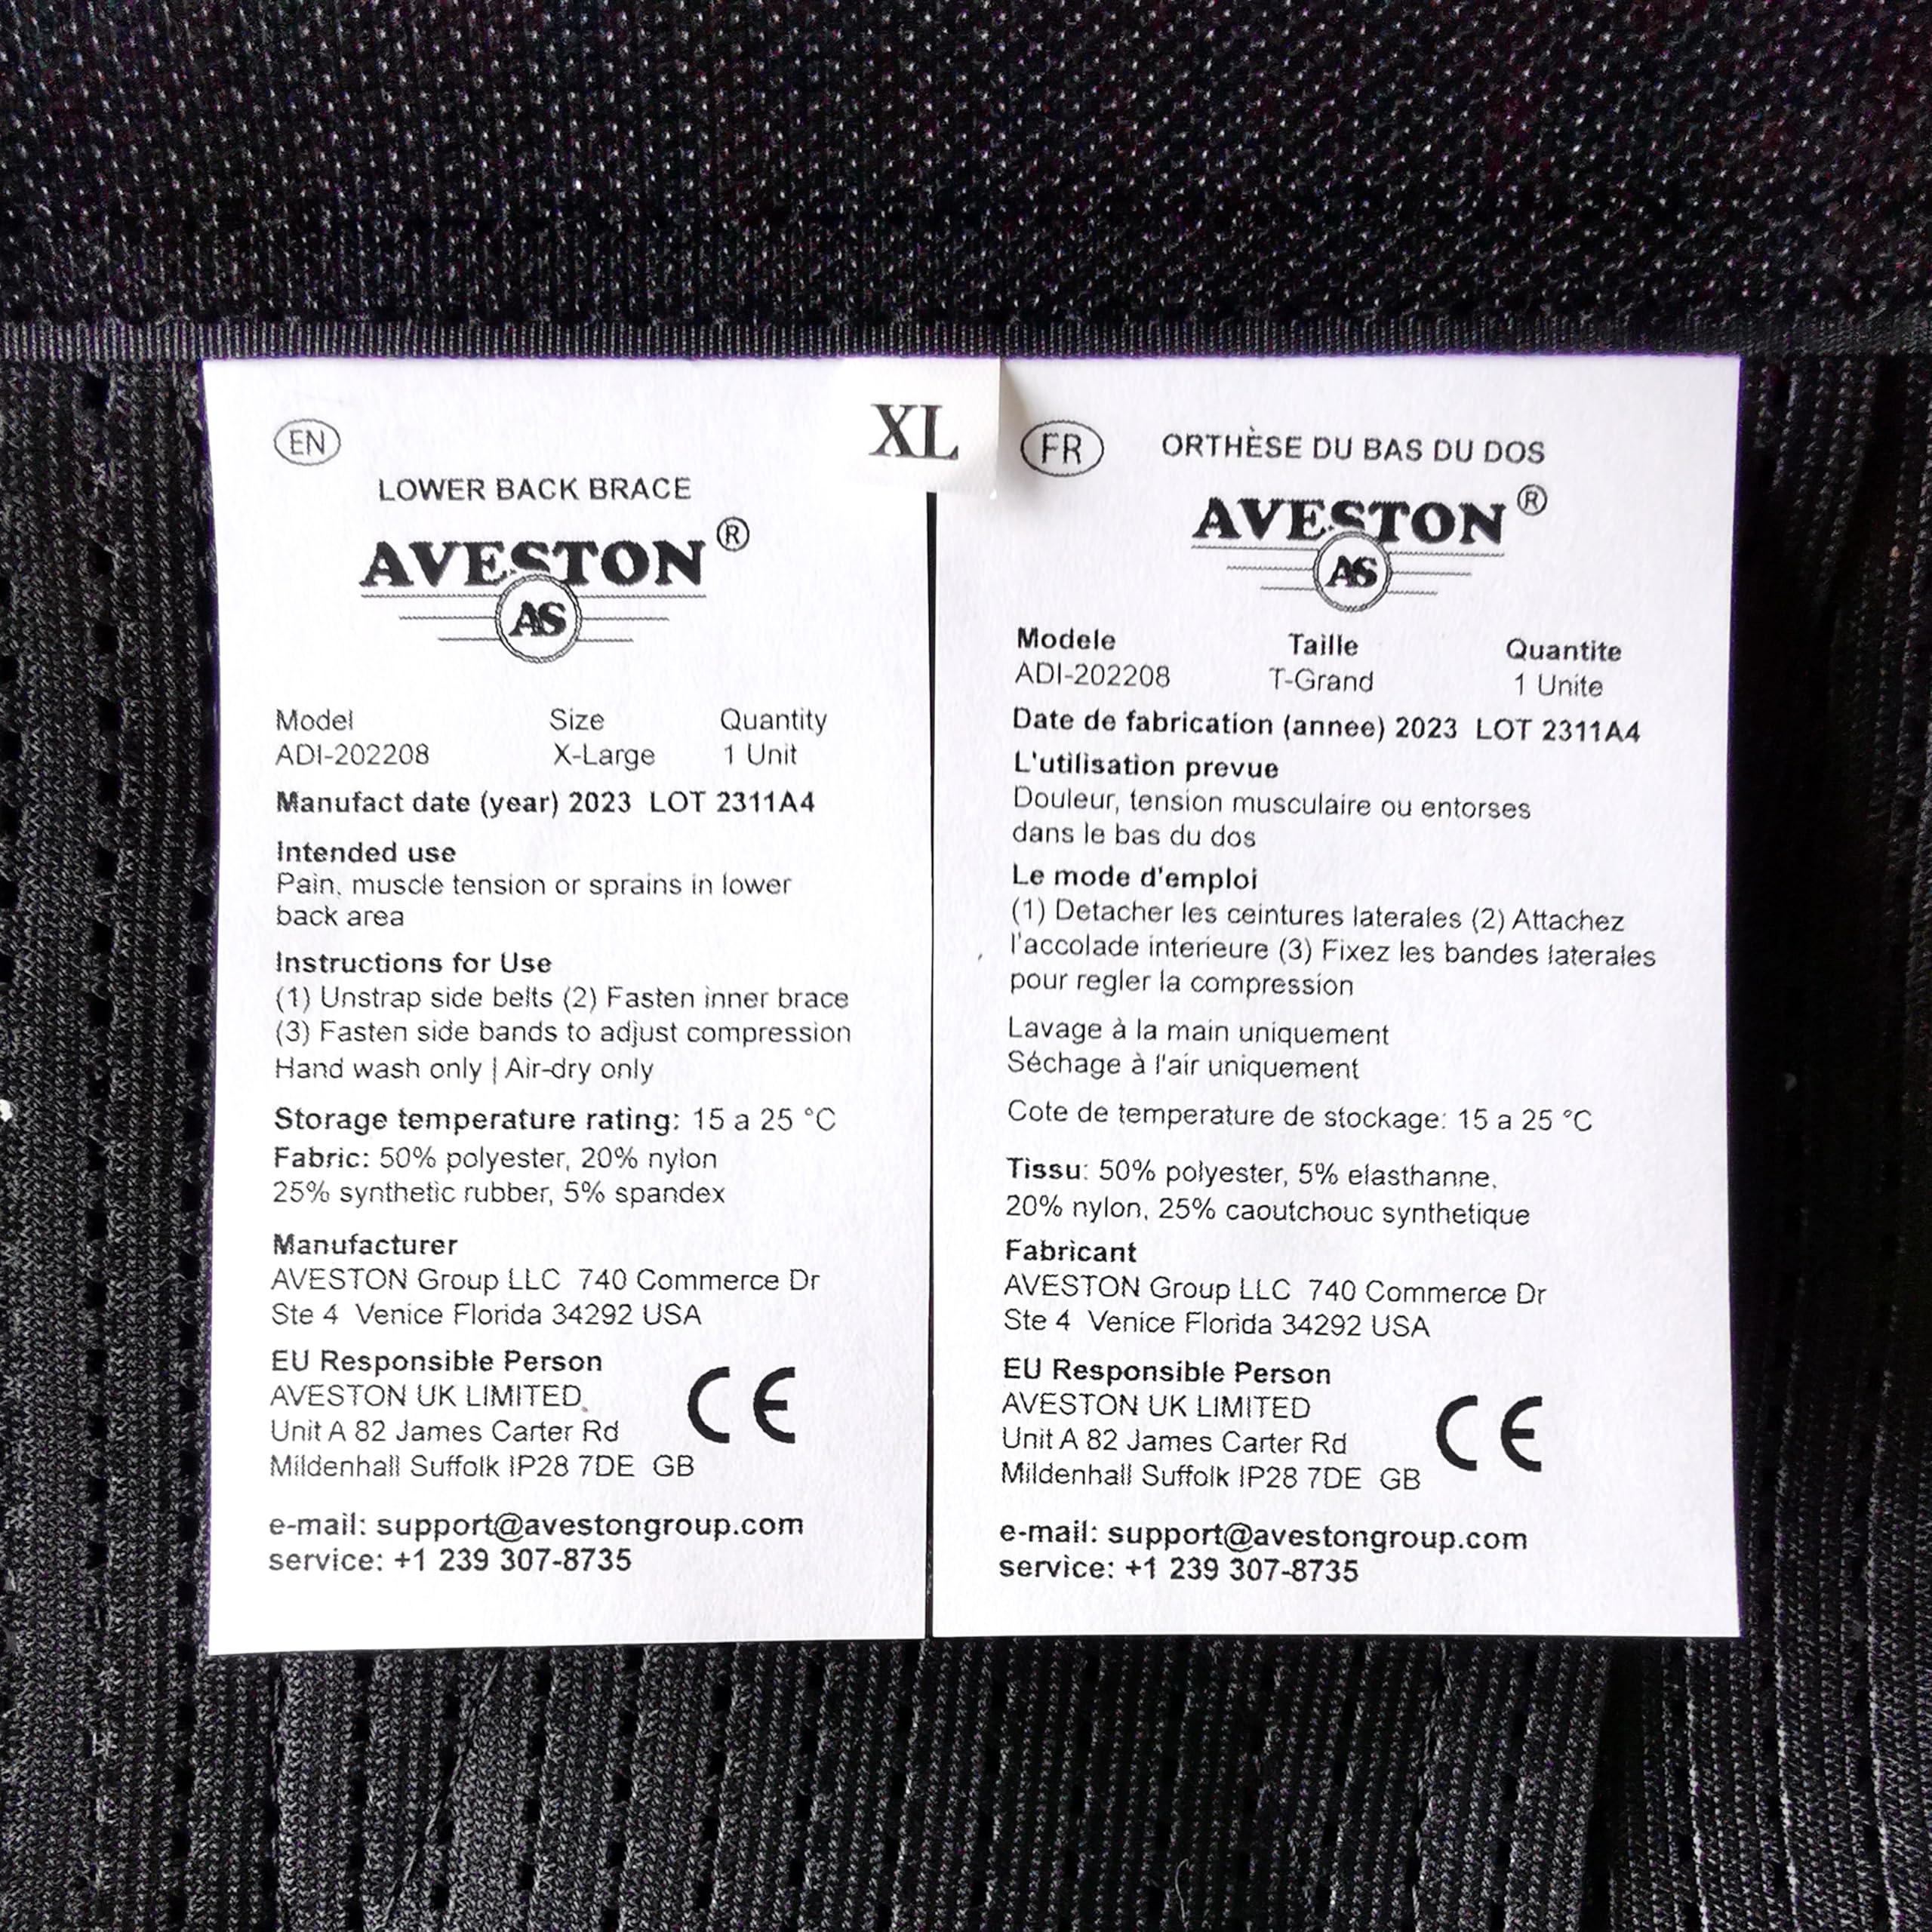 XL
EN
LOWER BACK BRACE
AVESTON®
AS
Model Size Quantity
ADI-202208 X-Large 1 Unit
Manufact date (year) 2023 LOT 2311A4
Intended use
Pain, muscle tension or sprains in lower
back area
Instructions for Use
(1) Unstrap side belts (2) Fasten inner brace
(3) Fasten side bands to adjust compression
Hand wash only | Air-dry only
Storage temperature rating: 15 a 25 °C
Fabric: 50% polyester, 20% nylon
25% synthetic rubber, 5% spandex
Manufacturer
AVESTON Group LLC 740 Commerce Dr
Ste 4 Venice Florida 34292 USA
EU Responsible Person
AVESTON UK LIMITED
Unit A 82 James Carter Rd
Mildenhall Suffolk IP28 7DE GB
CE
e-mail: support@avestongroup.com
service: +1 239 307-8735
FR
ORTHÈSE DU BAS DU DOS
AVESTON®
AS
Modele Taille Quantite
ADI-202208 T-Grand 1 Unite
Date de fabrication (annee) 2023 LOT 2311A4
L'utilisation prevue
Douleur, tension musculaire ou entorses
dans le bas du dos
Le mode d'emploi
(1) Detacher les ceintures laterales (2) Attachez
l'accolade interieure (3) Fixez les bandes laterales
pour regler la compression
Lavage à la main uniquement
Séchage à l'air uniquement
Cote de temperature de stockage: 15 a 25 °C
Tissu: 50% polyester, 5% elasthanne,
20% nylon, 25% caoutchouc synthetique
Fabricant
AVESTON Group LLC 740 Commerce Dr
Ste 4 Venice Florida 34292 USA
EU Responsible Person
AVESTON UK LIMITED
Unit A 82 James Carter Rd
Mildenhall Suffolk IP28 7DE GB
CE
e-mail: support@avestongroup.com
service: +1 239 307-8735